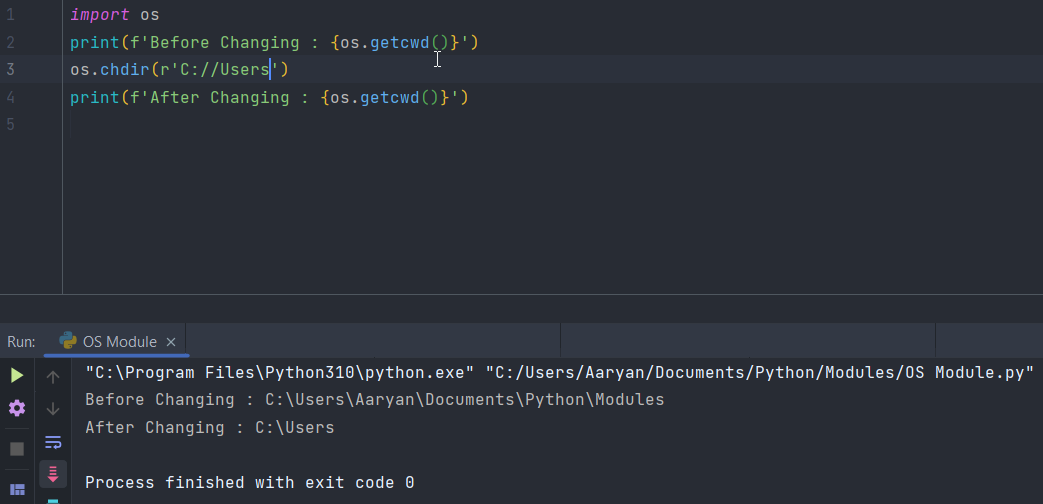 1 import os
2 print(f'Before Changing : {os.getcwd()}')
3 os.chdir(r'C://Users')
4 print(f'After Changing : {os.getcwd()}')
5
Run: OS Module ×
"C:\Program Files\Python310\python.exe" "C:/Users/Aaryan/Documents/Python/Modules/OS Module.py"
Before Changing : C:\Users\Aaryan\Documents\Python\Modules
After Changing : C:\Users
Process finished with exit code 0